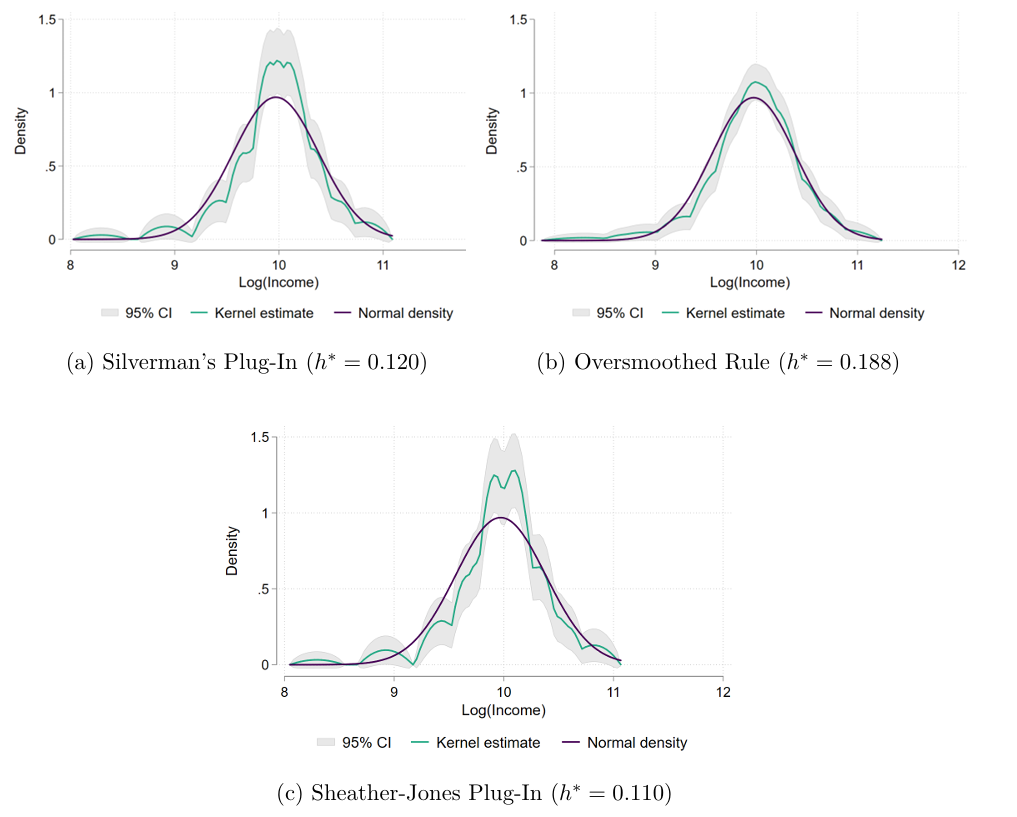 1.5
1
.5
0
Density
8 9 10 11
Log(Income)
95% CI Kernel estimate Normal density
(a) Silverman's Plug-In (h* = 0.120)
1.5
1
.5
0
Density
8 9 10 11 12
Log(Income)
95% CI Kernel estimate Normal density
(b) Oversmoothed Rule (h* = 0.188)
1.5
1
.5
0
Density
8 9 10 11 12
Log(Income)
95% CI Kernel estimate Normal density
(c) Sheather-Jones Plug-In (h* = 0.110)